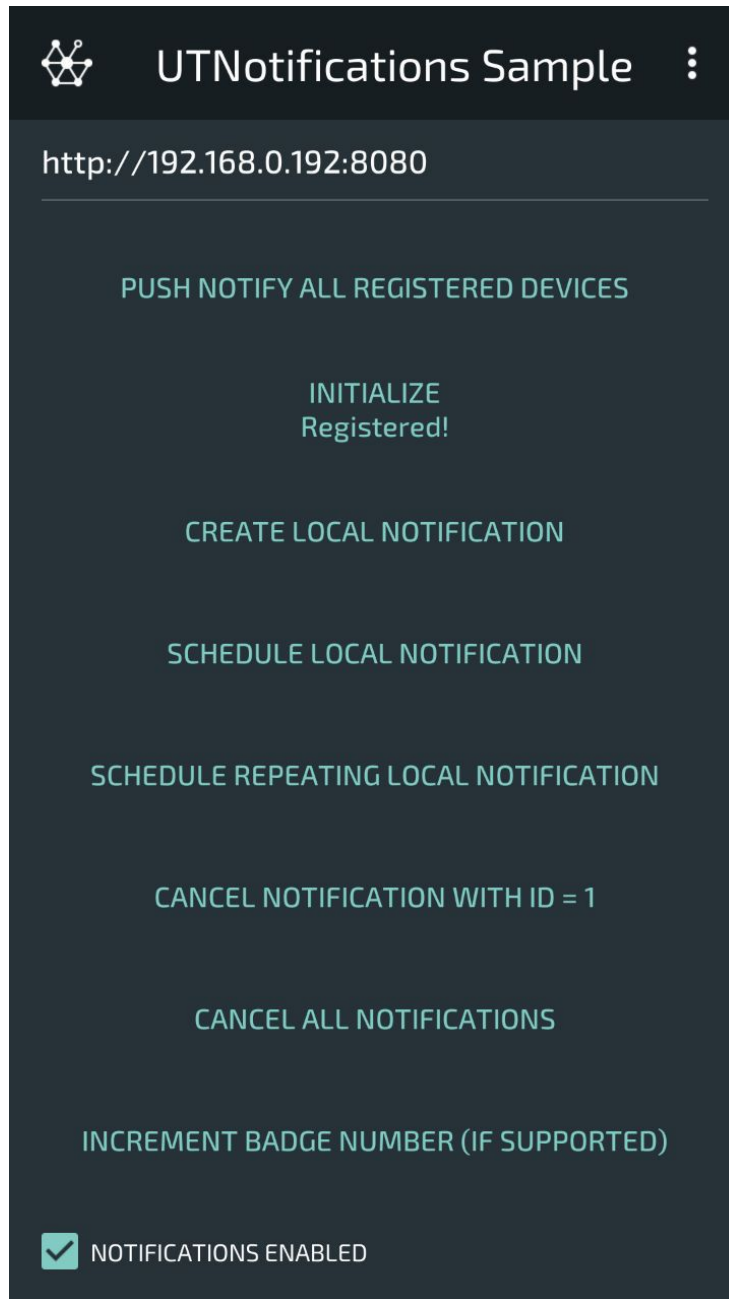 UTNotifications Sample
http://192.168.0.192:8080
PUSH NOTIFY ALL REGISTERED DEVICES
INITIALIZE
Registered!
CREATE LOCAL NOTIFICATION
SCHEDULE LOCAL NOTIFICATION
SCHEDULE REPEATING LOCAL NOTIFICATION
CANCEL NOTIFICATION WITH ID = 1
CANCEL ALL NOTIFICATIONS
INCREMENT BADGE NUMBER (IF SUPPORTED)
NOTIFICATIONS ENABLED